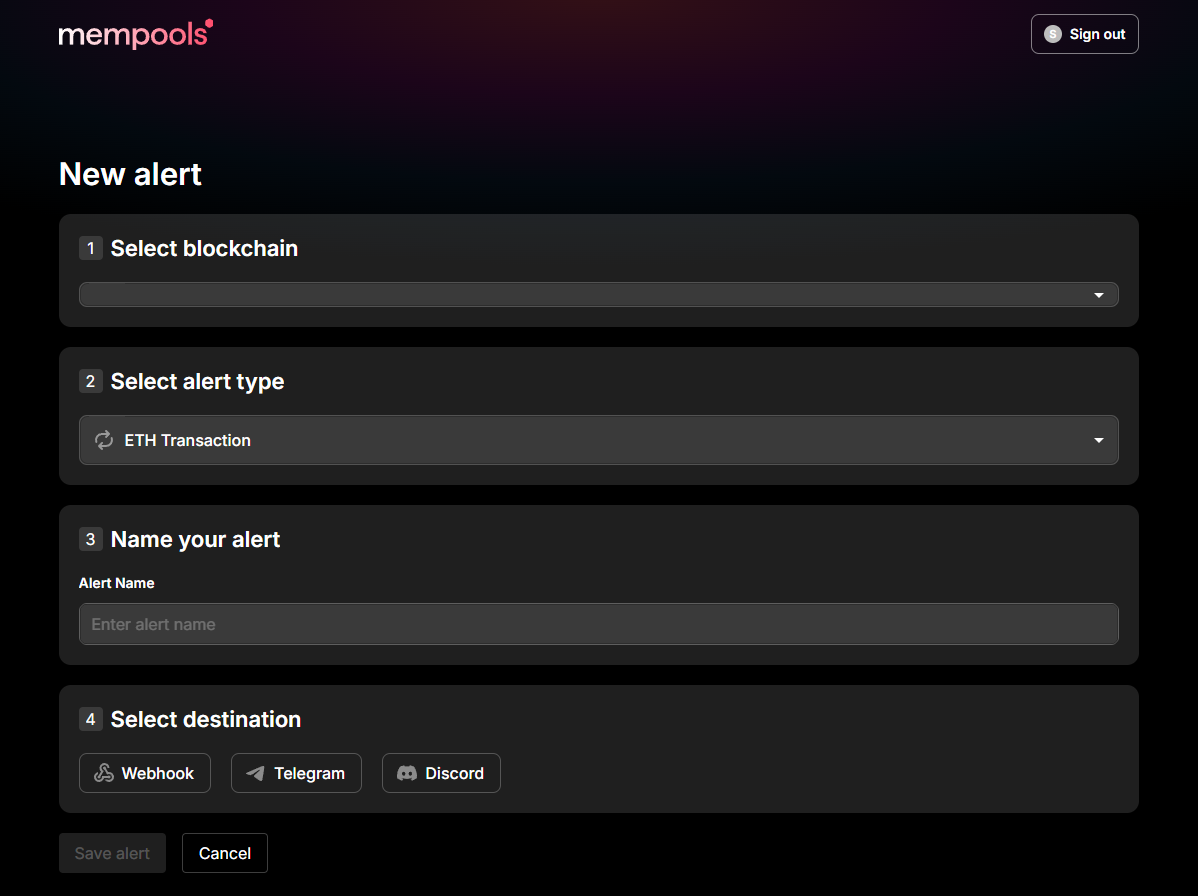 mempools
S Sign out
New alert
1 Select blockchain
2 Select alert type
ETH Transaction
3 Name your alert
Alert Name
Enter alert name
4 Select destination
Webhook Telegram Discord
Save alert Cancel